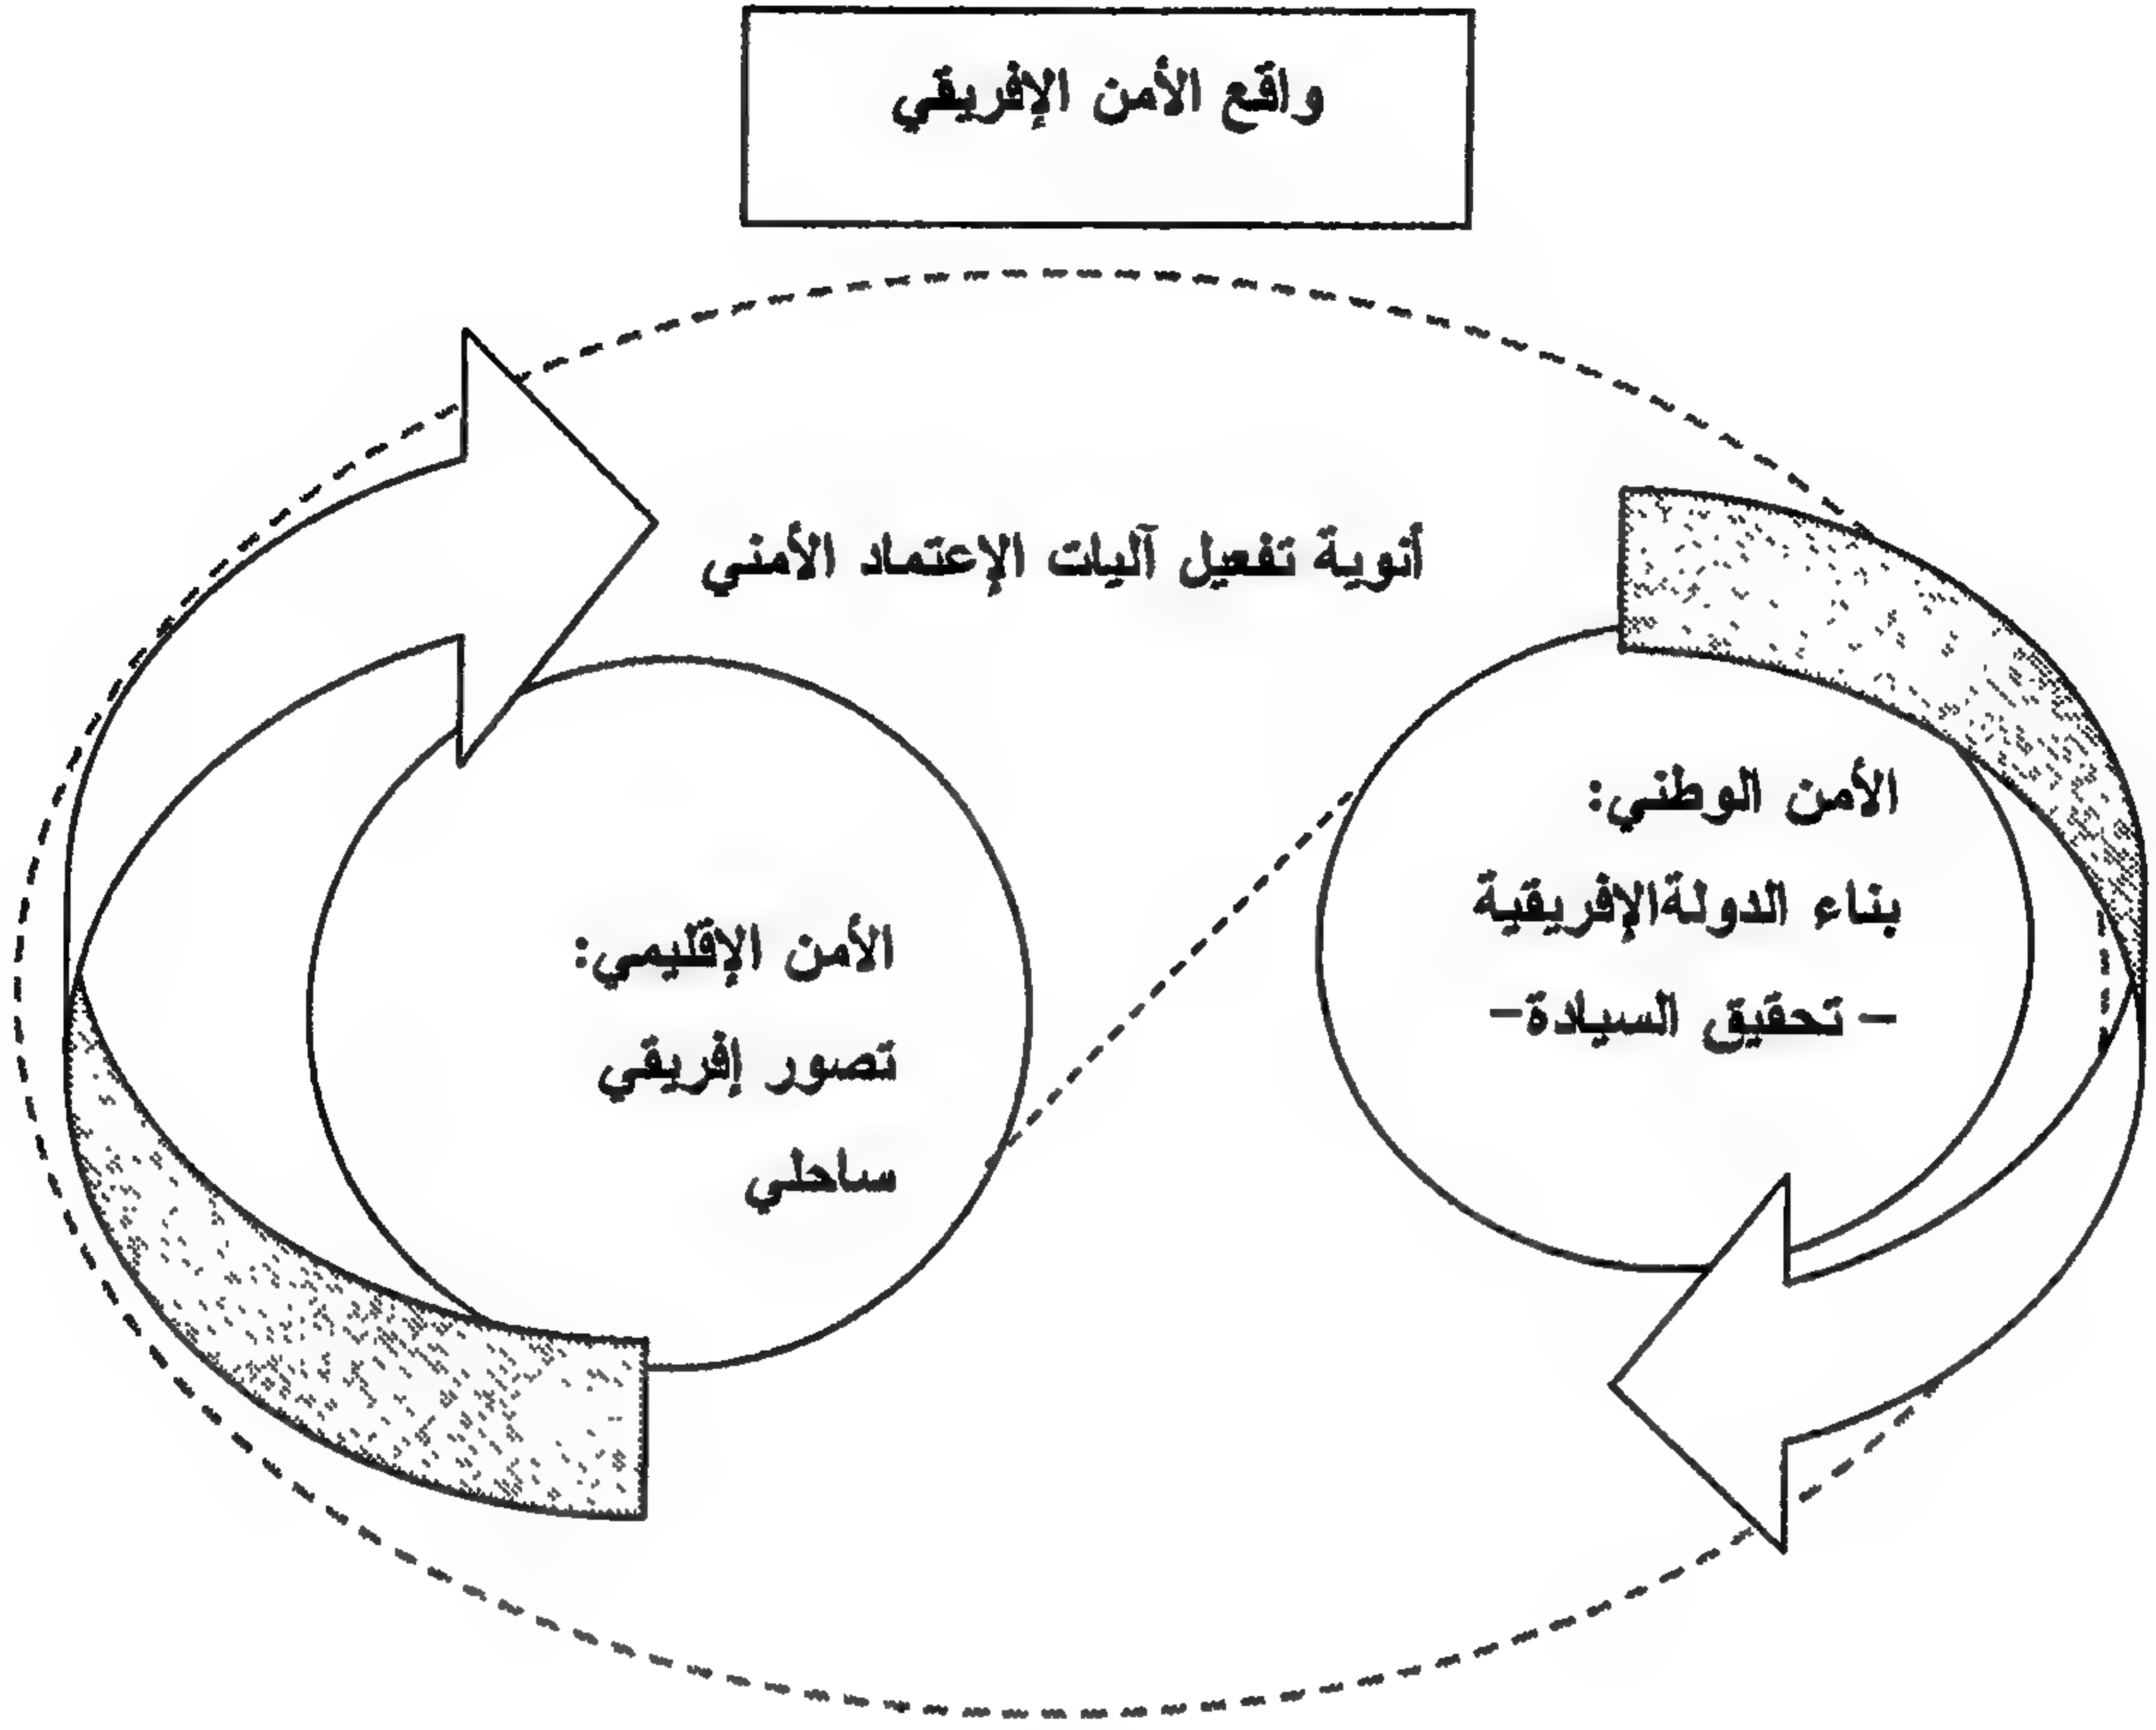 واقع الأمن الإفريقي
أنوية تفعيل آليات الإعتماد الأمني
الأمن الوطني:
بناء الدولةالإفريقية
- تحقيق السيادة-
الأمن الإقليمي:
تصور إفريقي
ساحلي